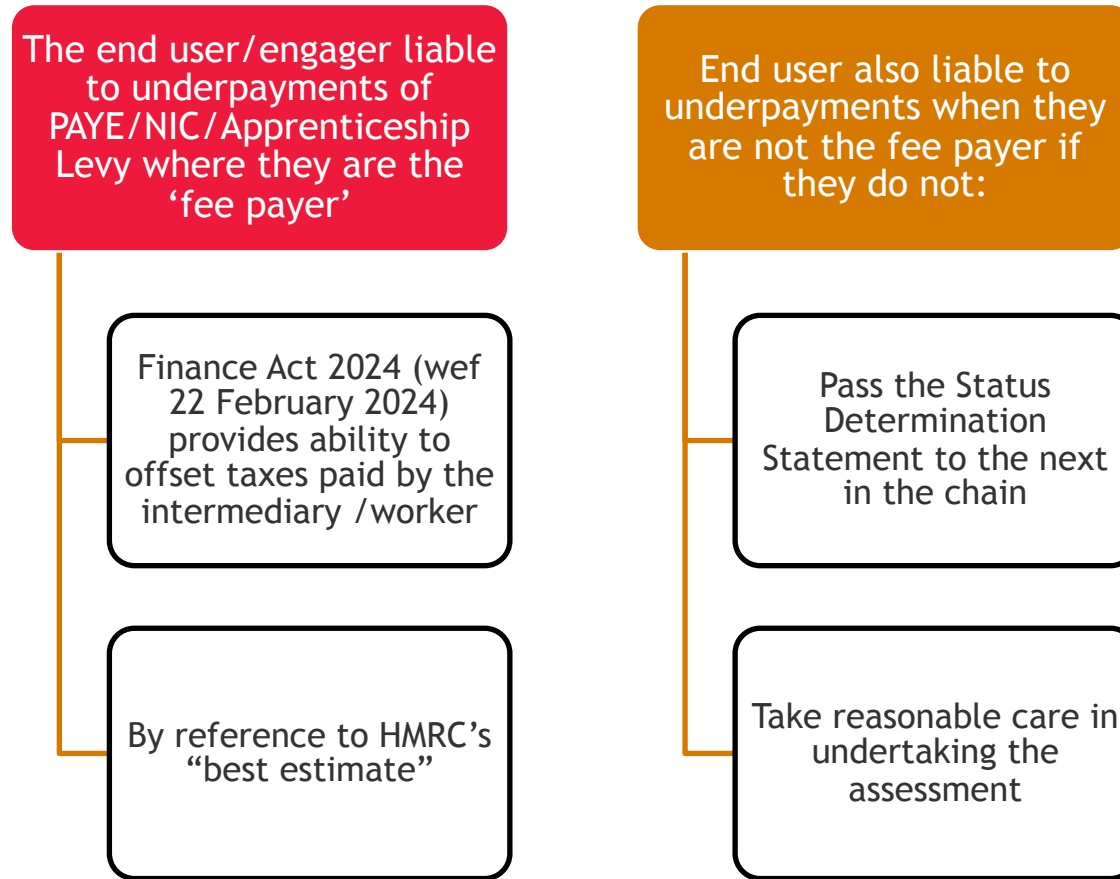 The end user/engager liable
to underpayments of
PAYE/NIC/Apprenticeship
Levy where they are the
‘fee payer’
Finance Act 2024 (wef
22 February 2024)
provides ability to
offset taxes paid by the
intermediary /worker
By reference to HMRC’s
“best estimate”
End user also liable to
underpayments when they
are not the fee payer if
they do not:
Pass the Status
Determination
Statement to the next
in the chain
Take reasonable care in
undertaking the
assessment